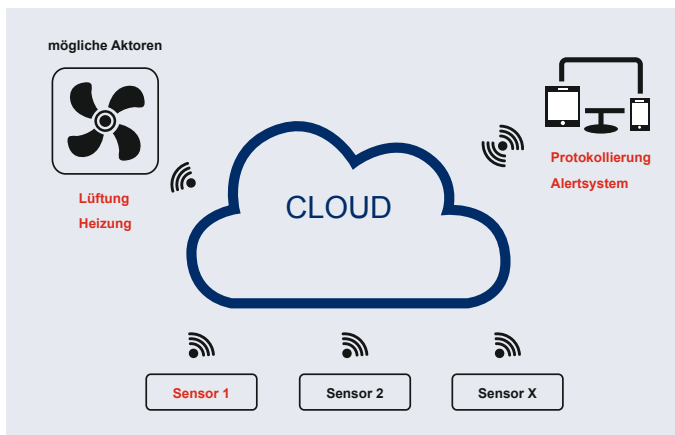 mögliche Aktoren
Lüftung
Heizung
CLOUD
Protokollierung
Alertsystem
Sensor 1
Sensor 2
Sensor X